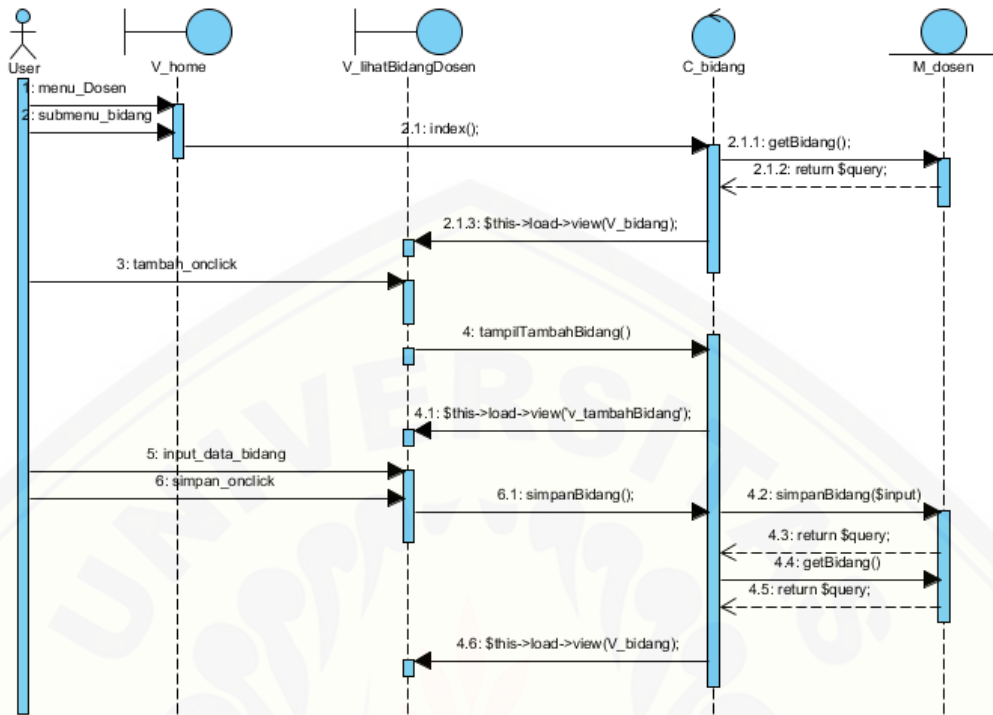 User
V_home
V_lihatBidangDosen
C_bidang
M_dosen
1: menu_Dosen
2: submenu_bidang
2.1: index();
2.1.1: getBidang();
2.1.2: return $query;
2.1.3: $this->load->view(V_bidang);
3: tambah_onclick
4: tampilTambahBidang()
4.1: $this->load->view('v_tambahBidang');
5: input_data_bidang
6: simpan_onclick
6.1: simpanBidang();
4.2: simpanBidang($input)
4.3: return $query;
4.4: getBidang()
4.5: return $query;
4.6: $this->load->view(V_bidang);
UNIVERSITAS